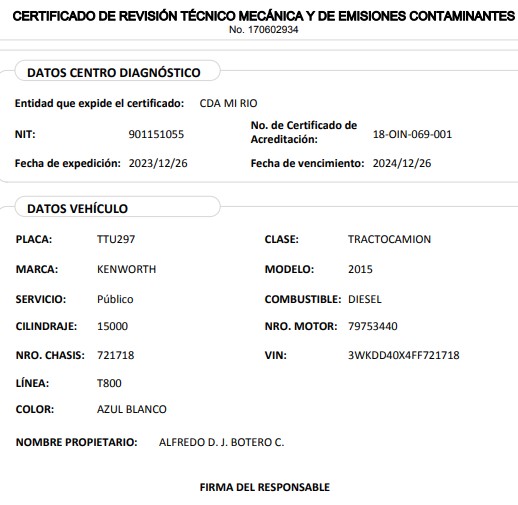 CERTIFICADO DE REVISIÓN TÉCNICO MECÁNICA Y DE EMISIONES CONTAMINANTES
No. 170602934
DATOS CENTRO DIAGNÓSTICO
Entidad que expide el certificado: CDA MI RIO
NIT: 901151055 No. de Certificado de Acreditación: 18-OIN-069-001
Fecha de expedición: 2023/12/26 Fecha de vencimiento: 2024/12/26
DATOS VEHÍCULO
PLACA: TTU297 CLASE: TRACTOCAMION
MARCA: KENWORTH MODELO: 2015
SERVICIO: Público COMBUSTIBLE: DIESEL
CILINDRAJE: 15000 NRO. MOTOR: 79753440
NRO. CHASIS: 721718 VIN: 3WKDD40X4FF721718
LÍNEA: T800
COLOR: AZUL BLANCO
NOMBRE PROPIETARIO: ALFREDO D. J. BOTERO C.
FIRMA DEL RESPONSABLE